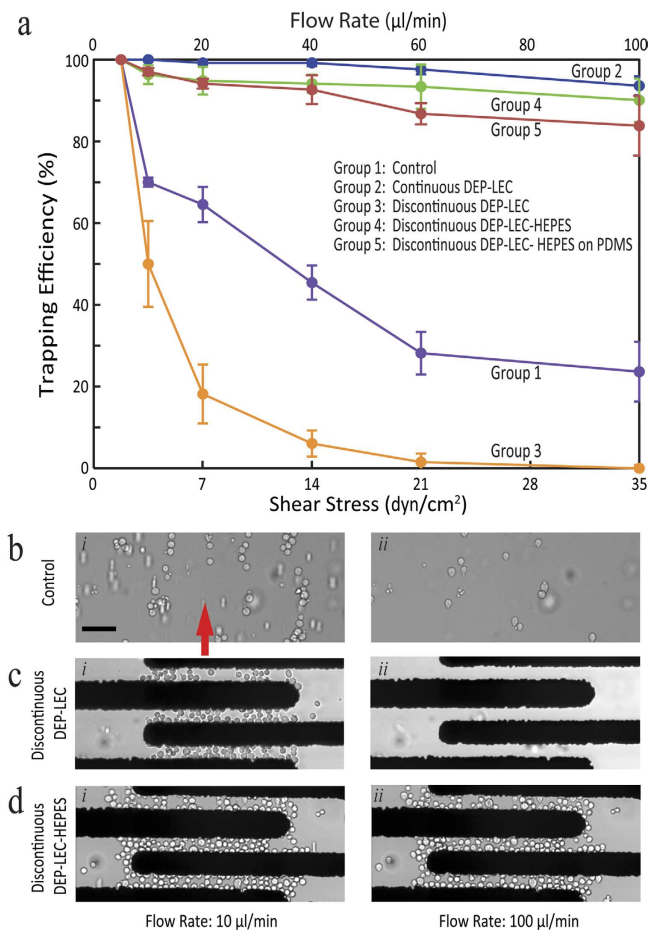 a
Flow Rate (µl/min)
0 20 40 60 100
100
80
60
40
20
0
Trapping Efficiency (%)
Group 2
Group 4
Group 5
Group 1: Control
Group 2: Continuous DEP-LEC
Group 3: Discontinuous DEP-LEC
Group 4: Discontinuous DEP-LEC-HEPES
Group 5: Discontinuous DEP-LEC- HEPES on PDMS
Group 1
Group 3
0 7 14 21 28 35
Shear Stress (dyn/cm²)
b
Control
i
ii
c
Discontinuous
DEP-LEC
i
ii
d
Discontinuous
DEP-LEC-HEPES
i
ii
Flow Rate: 10 µl/min
Flow Rate: 100 µl/min